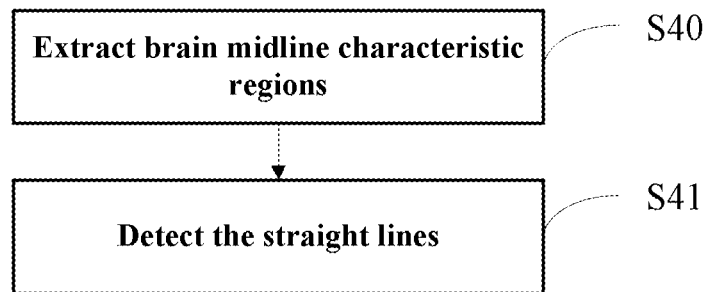 Extract brain midline characteristic
regions
S40
Detect the straight lines
S41